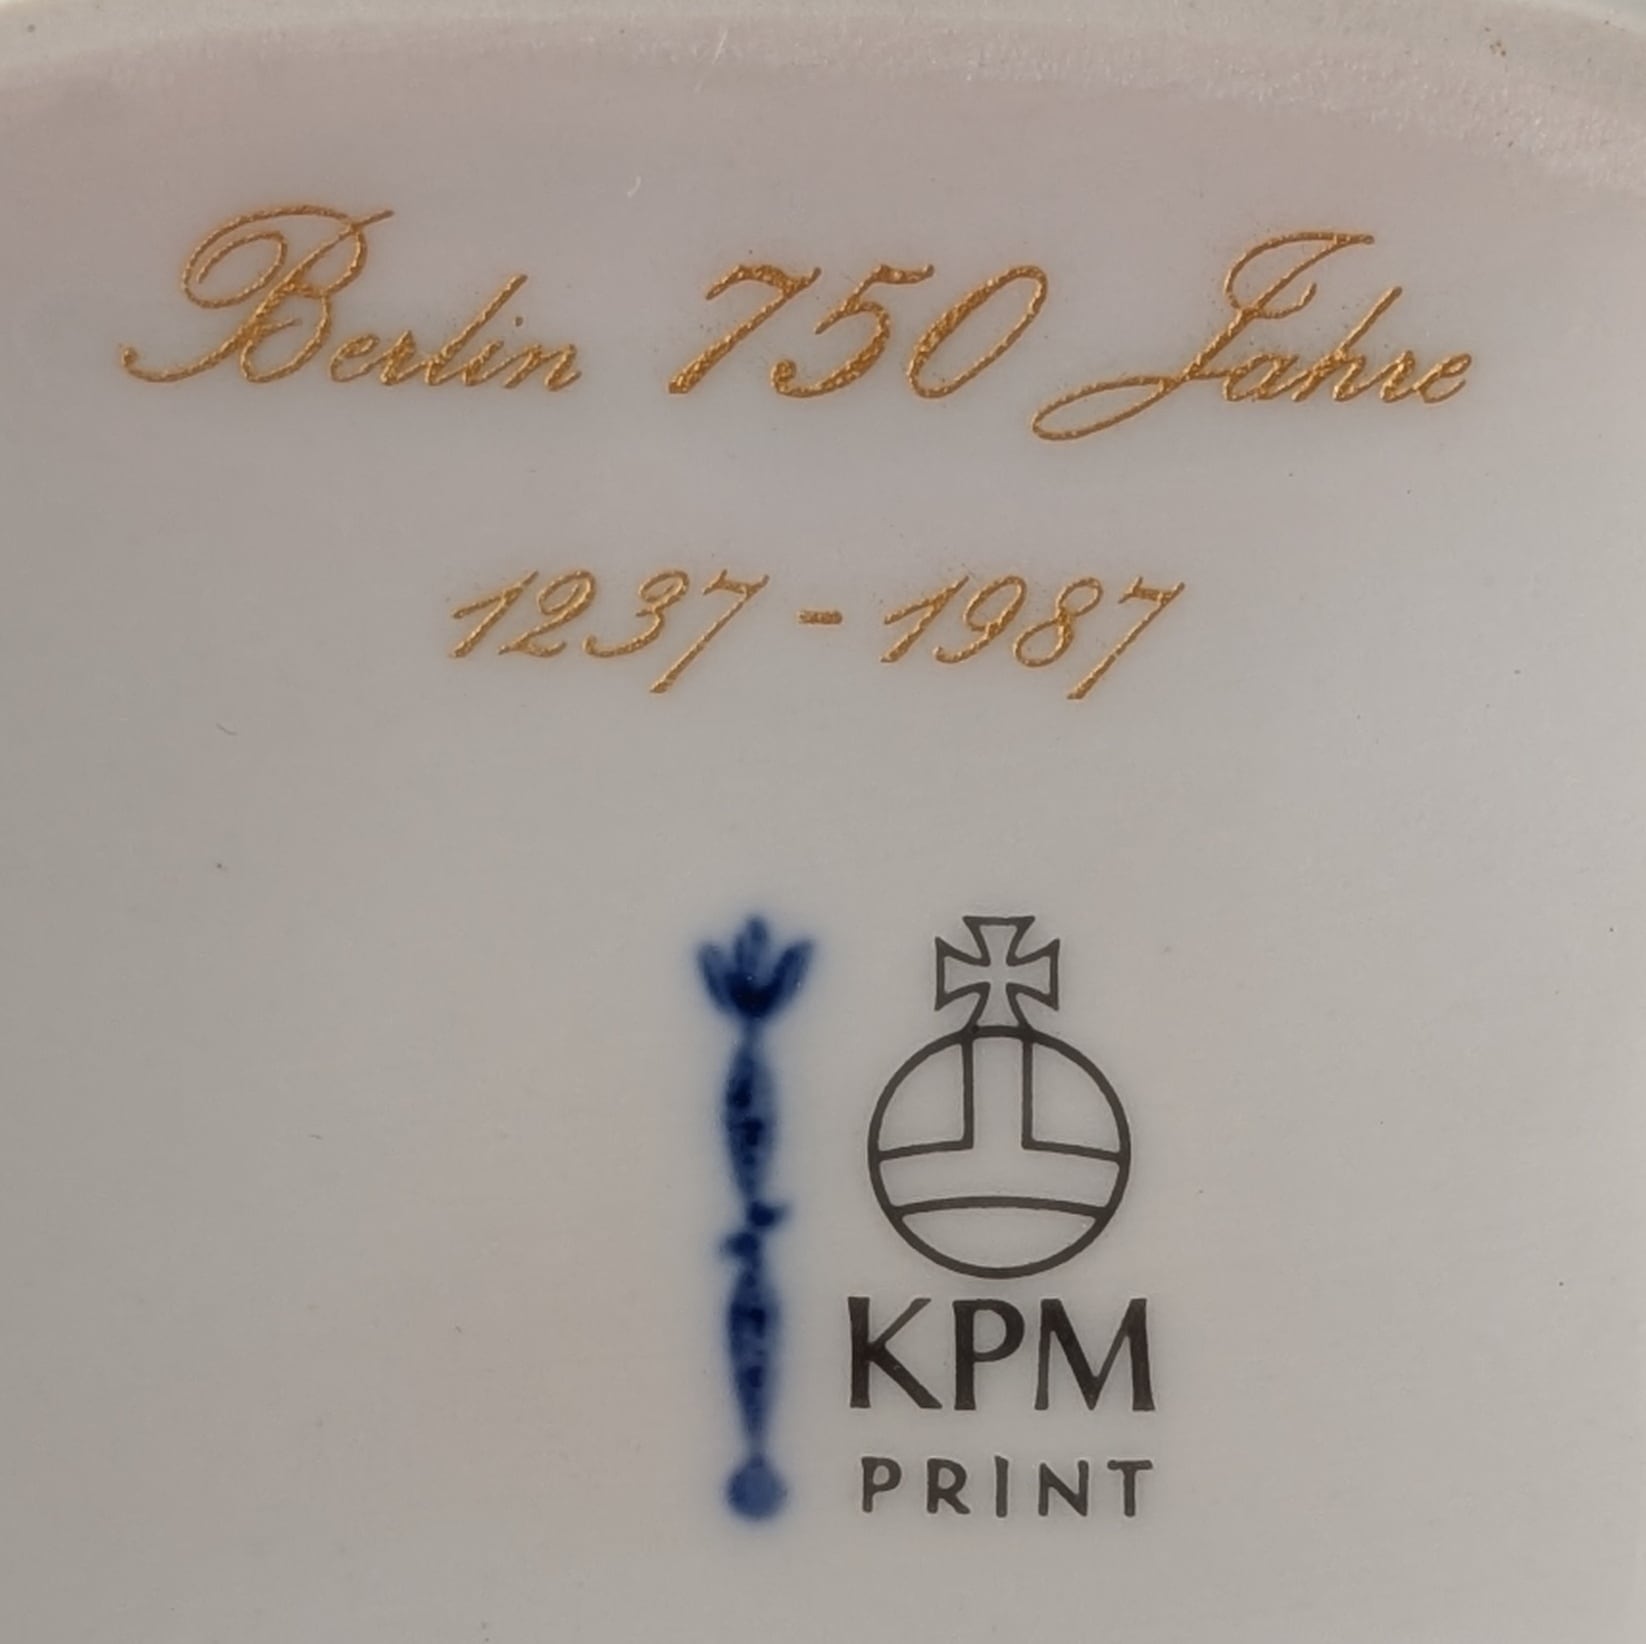 Berlin 750 Jahre
1237 - 1987
KPM
PRINT